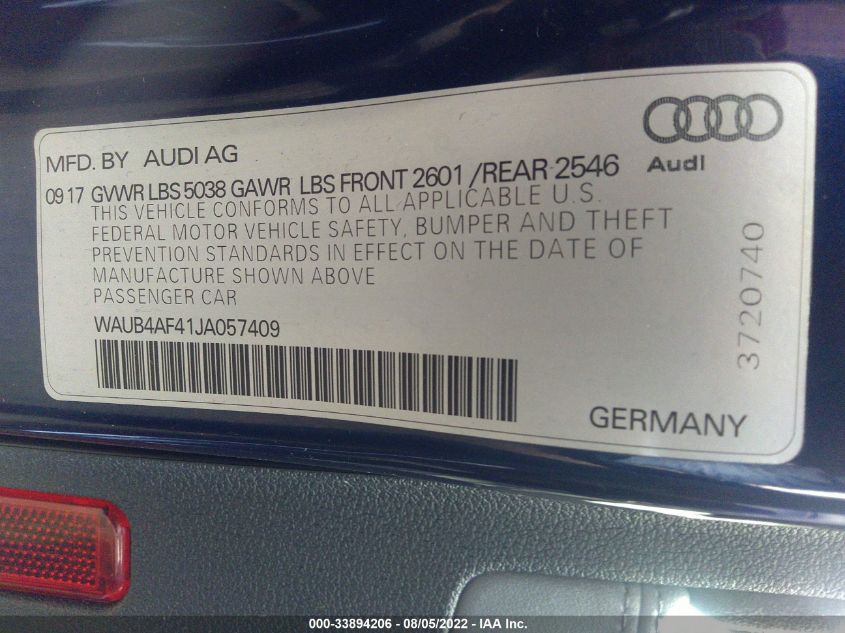 MFD. BY AUDI AG
Audi
09 17 GVWR LBS 5038 GAWR LBS FRONT 2601 /REAR 2546
THIS VEHICLE CONFORMS TO ALL APPLICABLE U.S.
FEDERAL MOTOR VEHICLE SAFETY, BUMPER AND THEFT
PREVENTION STANDARDS IN EFFECT ON THE DATE OF
MANUFACTURE SHOWN ABOVE
PASSENGER CAR
WAUB4AF41JA057409
3720740
GERMANY
000-33894206 - 08/05/2022 - IAA Inc.